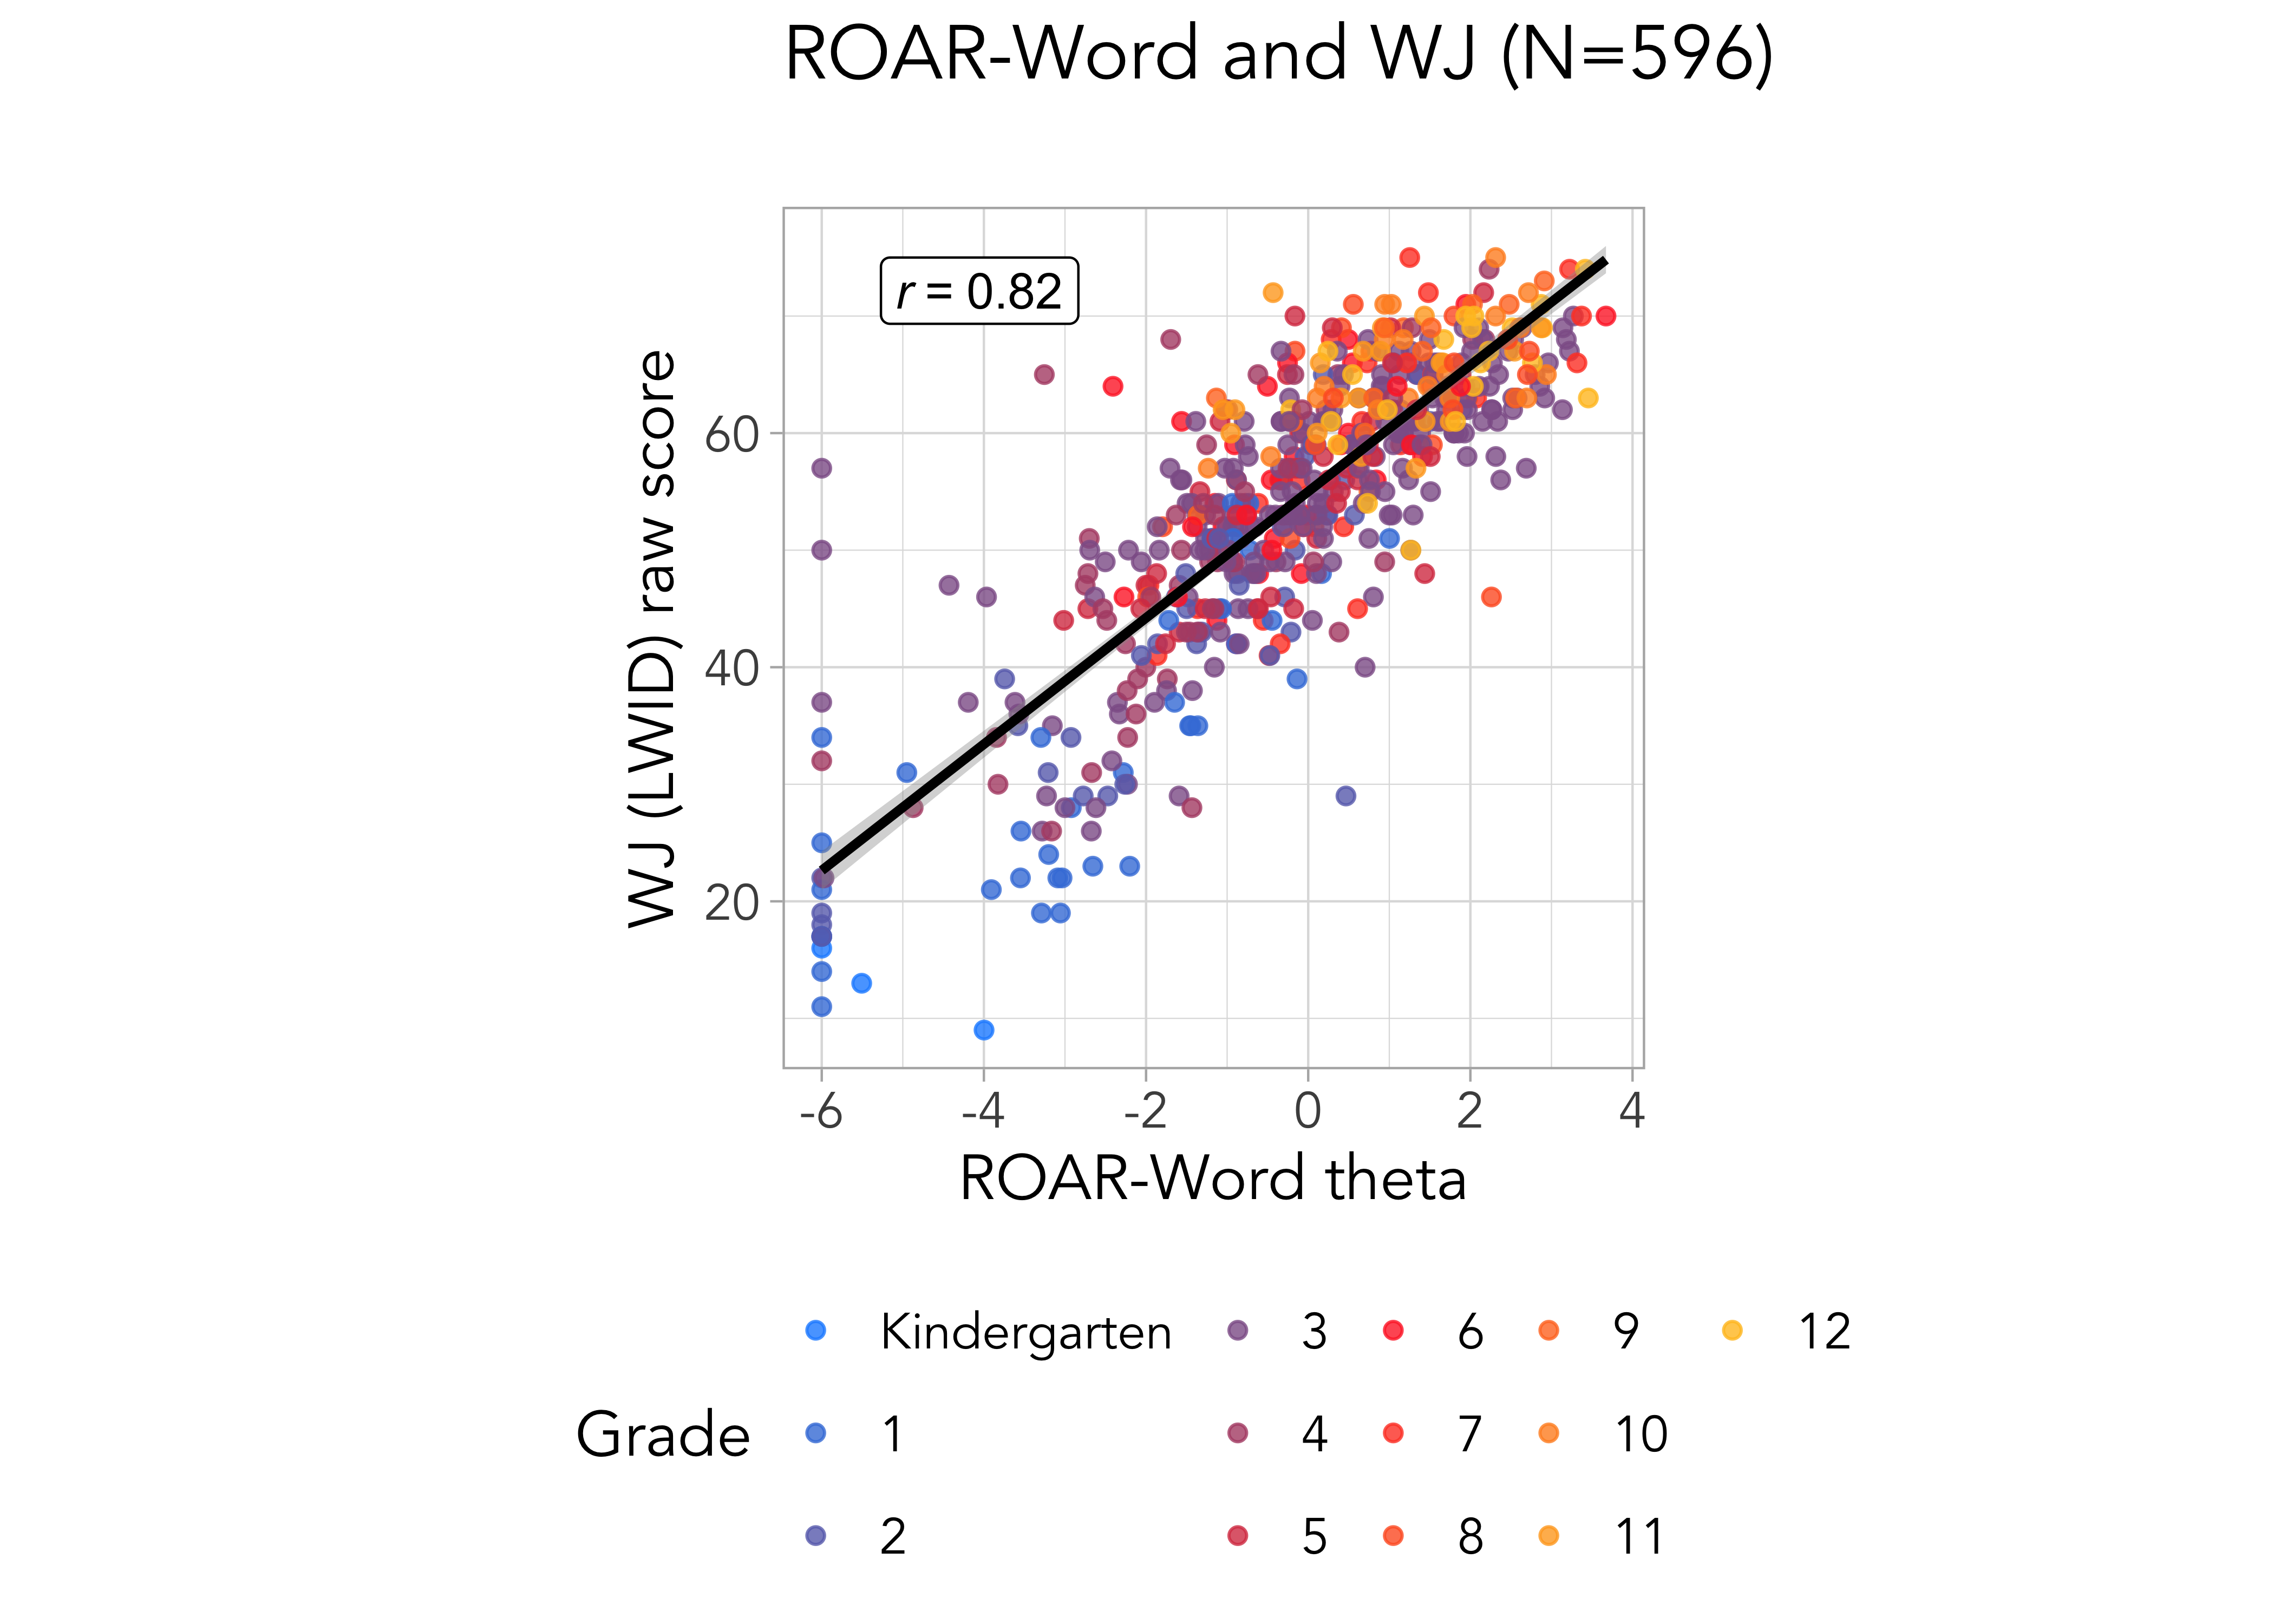 ROAR-Word and WJ (N=596)
r = 0.82
WJ (LWID) raw score
60
40
20
-6 -4 -2 0 2 4
ROAR-Word theta
Grade
Kindergarten 3 6 9 12
1 4 7 10
2 5 8 11